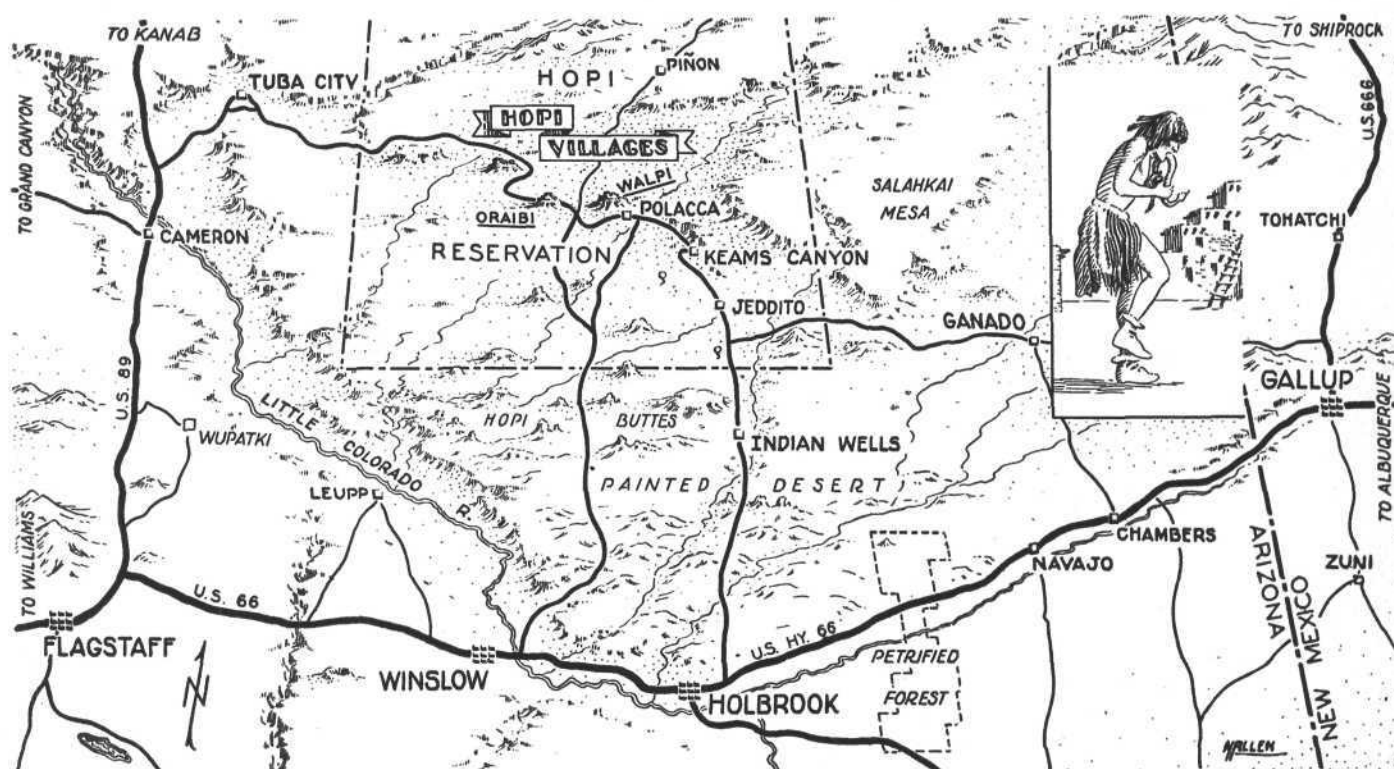 TO KANAB
TO SHIPROCK
TUBA CITY
HOPI
PIÑON
HOPI
VILLAGES
U.S. 666
TO GRAND CANYON
WALPI
ORAIBI
POLACCA
SALAHKAI
MESA
TOHATCHI
CAMERON
RESERVATION
KEAMS CANYON
JEDDITO
GANADO
GALLUP
U.S. 89
LITTLE COLORADO R.
HOPI BUTTES
WUPATKI
INDIAN WELLS
TO ALBUQUERQUE
PAINTED DESERT
LEUPP
CHAMBERS
NAVAJO
ARIZONA
NEW MEXICO
ZUNI
TO WILLIAMS
U.S. 66
FLAGSTAFF
N
WINSLOW
HOLBROOK
U.S. HY. 66
PETRIFIED
FOREST
NALLEM